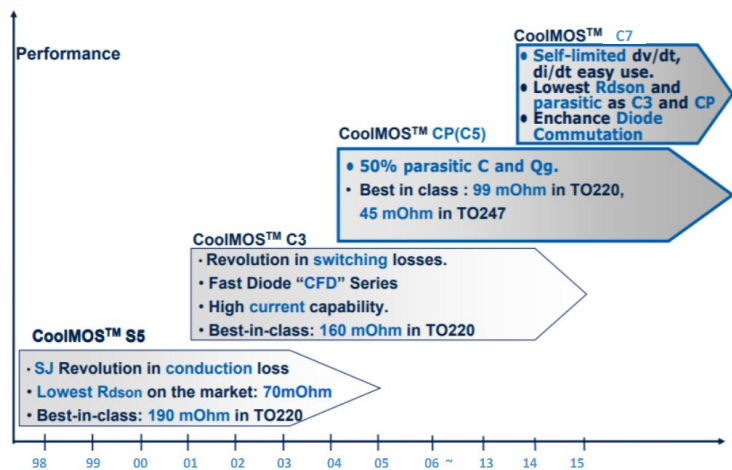 CoolMOS™ C7
Performance
• Self-limited dv/dt,
di/dt easy use.
• Lowest Rdson and
parasitic as C3 and CP
• Enchance Diode
Commutation
CoolMOS™ CP(C5)
• 50% parasitic C and Qg.
• Best in class : 99 mOhm in TO220,
45 mOhm in TO247
CoolMOS™ C3
• Revolution in switching losses.
• Fast Diode “CFD” Series
• High current capability.
• Best-in-class: 160 mOhm in TO220
CoolMOS™ S5
• SJ Revolution in conduction loss
• Lowest Rdson on the market: 70mOhm
• Best-in-class: 190 mOhm in TO220
98 99 00 01 02 03 04 05 06 ~ 13 14 15